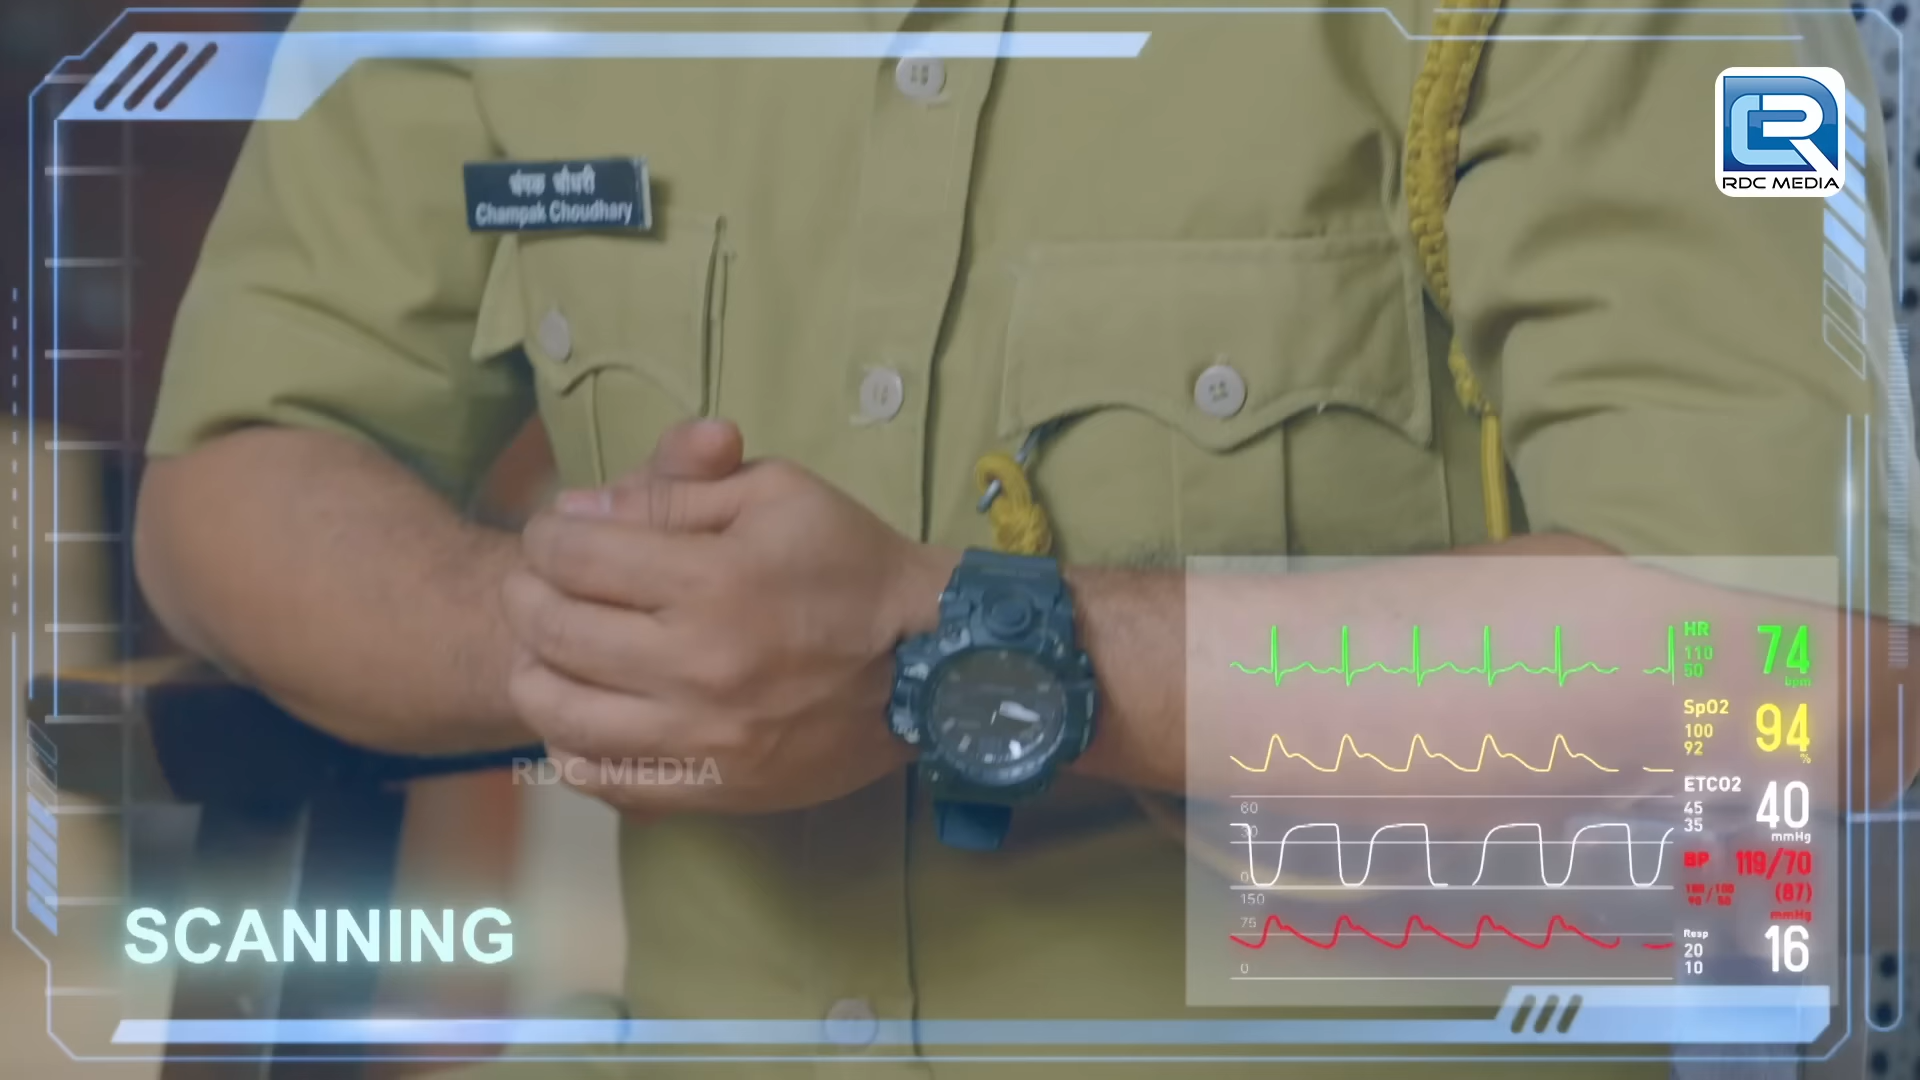 RDC MEDIA
चंपक चौधरी
Champak Choudhary
RDC MEDIA
SCANNING
HR
110
60
74
bpm
SpO2
100
92
94
%
ETCO2
45
35
40
mmHg
60
30
0
BP
119/70
(87)
mmHg
150
75
0
Resp
20
10
16